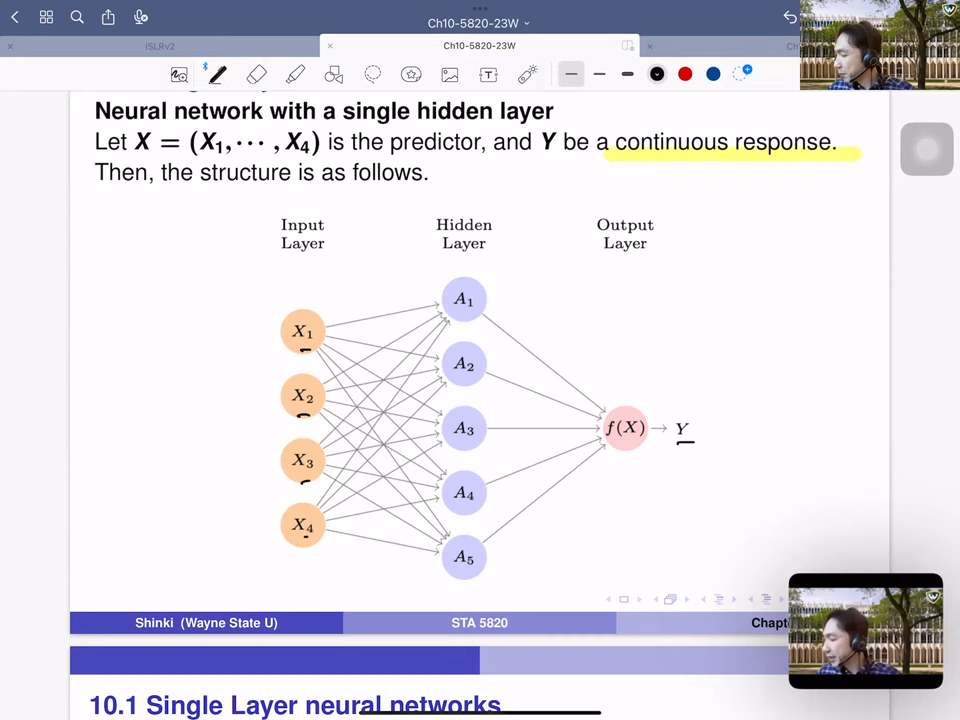 Ch10-5820-23W
ISLRv2
Ch10-5820-23W
Neural network with a single hidden layer
Let X = (X₁, ⋯ , X₄) is the predictor, and Y be a continuous response.
Then, the structure is as follows.
Input Layer
Hidden Layer
Output Layer
X₁
X₂
X₃
X₄
A₁
A₂
A₃
A₄
A₅
f(X) → Y
Shinki (Wayne State U)
STA 5820
10.1 Single Layer neural networks